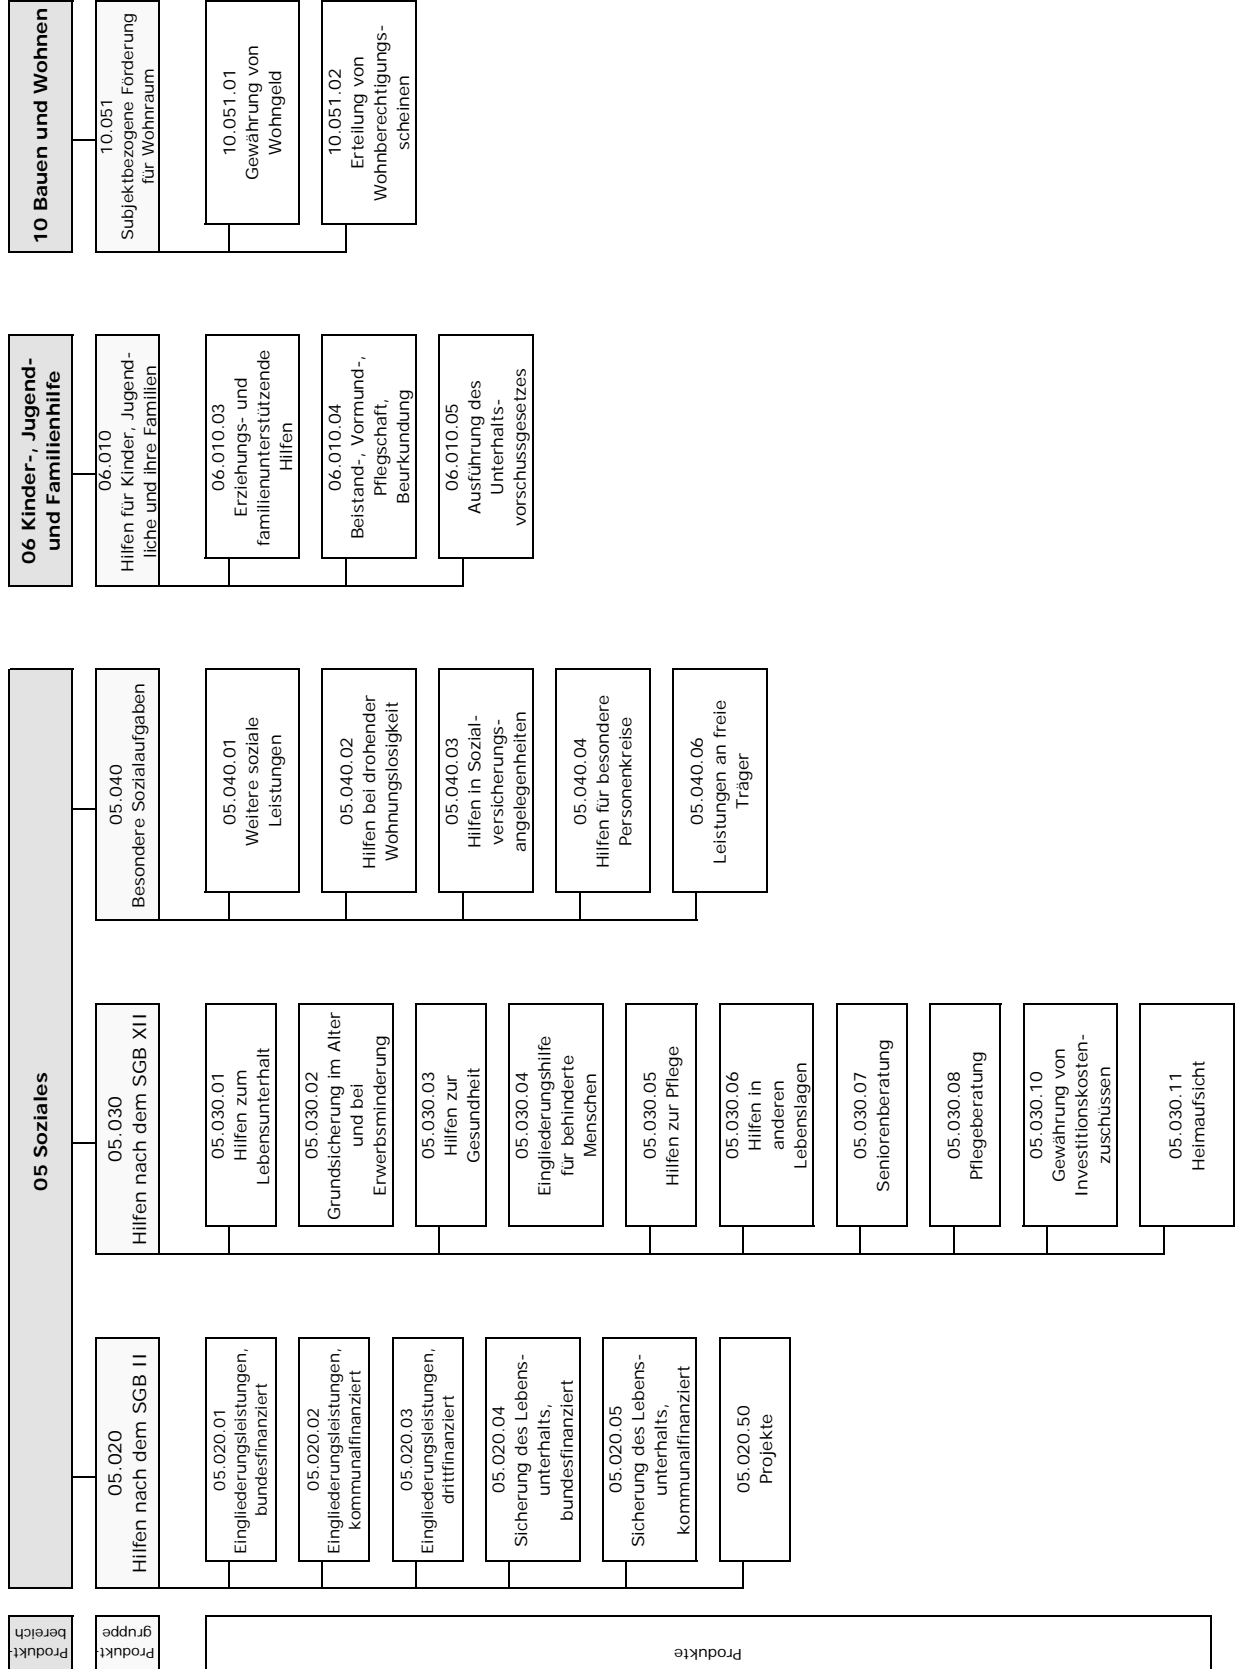 Produkt-
bereich
05 Soziales
06 Kinder-, Jugend-
und Familienhilfe
10 Bauen und Wohnen
Produkt-
gruppe
05.020
Hilfen nach dem SGB II
05.030
Hilfen nach dem SGB XII
05.040
Besondere Sozialaufgaben
06.010
Hilfen für Kinder, Jugend-
liche und ihre Familien
10.051
Subjektbezogene Förderung
für Wohnraum
Produkte
05.020.01
Eingliederungsleistungen,
bundesfinanziert
05.020.02
Eingliederungsleistungen,
kommunalfinanziert
05.020.03
Eingliederungsleistungen,
drittfinanziert
05.020.04
Sicherung des Lebens-
unterhalts,
bundesfinanziert
05.020.05
Sicherung des Lebens-
unterhalts,
kommunalfinanziert
05.020.50
Projekte
05.030.01
Hilfen zum
Lebensunterhalt
05.030.02
Grundsicherung im Alter
und bei
Erwerbsminderung
05.030.03
Hilfen zur
Gesundheit
05.030.04
Eingliederungshilfe
für behinderte
Menschen
05.030.05
Hilfen zur Pflege
05.030.06
Hilfen in
anderen
Lebenslagen
05.030.07
Seniorenberatung
05.030.08
Pflegeberatung
05.030.10
Gewährung von
Investitionskosten-
zuschüssen
05.030.11
Heimaufsicht
05.040.01
Weitere soziale
Leistungen
05.040.02
Hilfen bei drohender
Wohnungslosigkeit
05.040.03
Hilfen in Sozial-
versicherungs-
angelegenheiten
05.040.04
Hilfen für besondere
Personenkreise
05.040.06
Leistungen an freie
Träger
06.010.03
Erziehungs- und
familienunterstützende
Hilfen
06.010.04
Beistand-, Vormund-,
Pflegschaft,
Beurkundung
06.010.05
Ausführung des
Unterhalts-
vorschussgesetzes
10.051.01
Gewährung von
Wohngeld
10.051.02
Erteilung von
Wohnberechtigungs-
scheinen